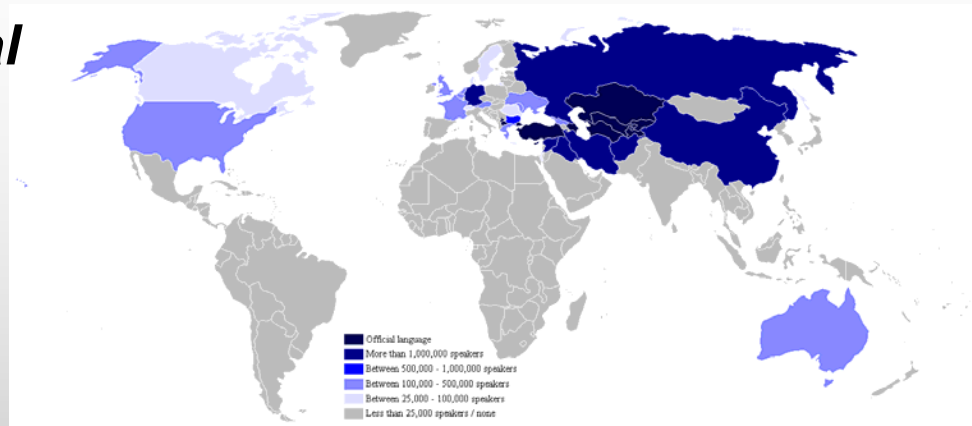 al
Official language
More than 1,000,000 speakers
Between 500,000 - 1,000,000 speakers
Between 100,000 - 500,000 speakers
Between 25,000 - 100,000 speakers
Less than 25,000 speakers / none